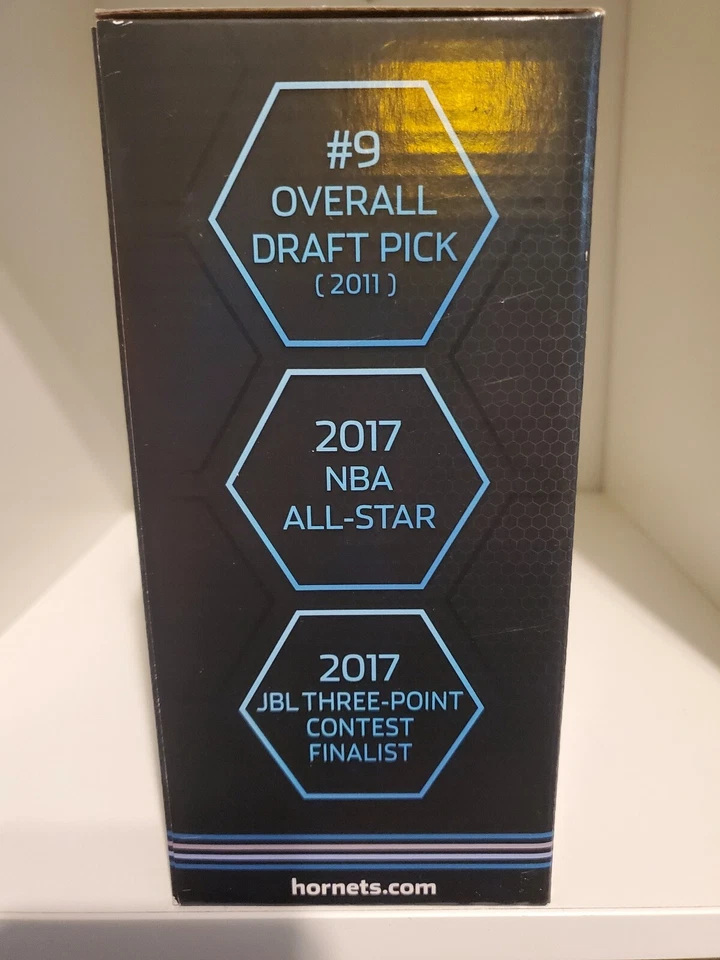 #9
OVERALL
DRAFT PICK
(2011)
2017
NBA
ALL-STAR
2017
JBL THREE-POINT
CONTEST
FINALIST
hornets.com